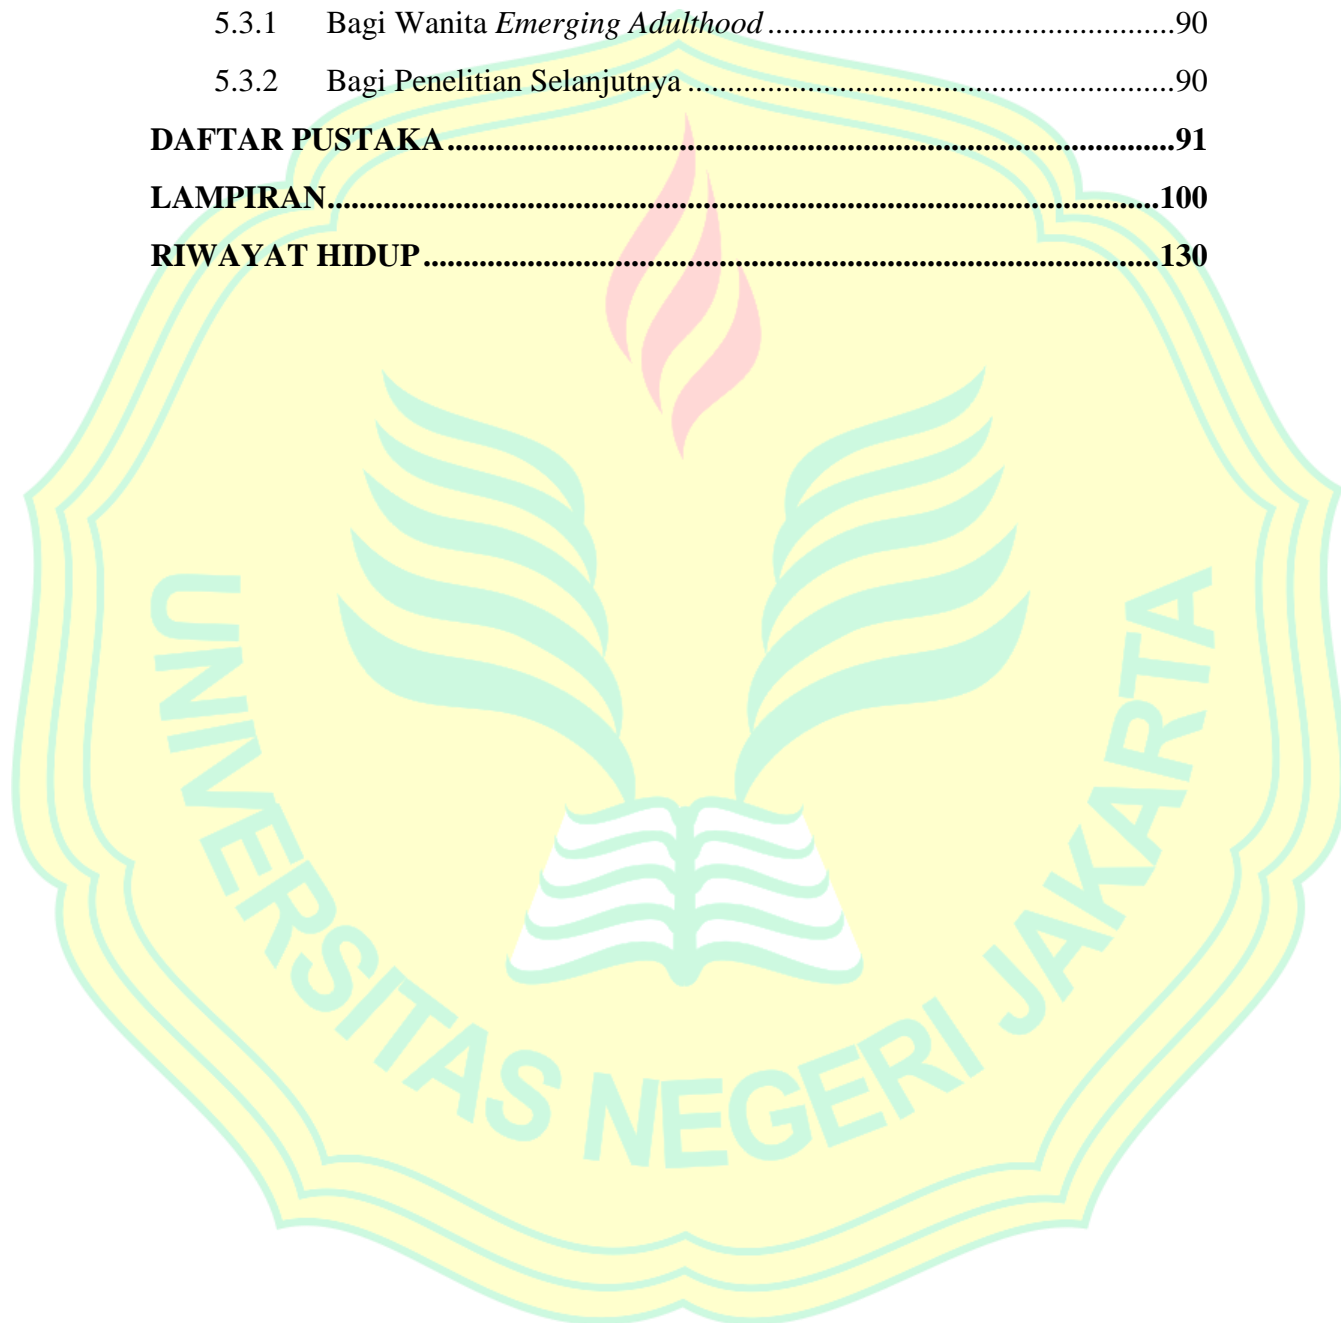 5.3.1 Bagi Wanita Emerging Adulthood ....................................................90
5.3.2 Bagi Penelitian Selanjutnya ..............................................................90
DAFTAR PUSTAKA...........................................................................................91
LAMPIRAN........................................................................................................100
RIWAYAT HIDUP............................................................................................130
UNIVERSITAS NEGERI JAKARTA